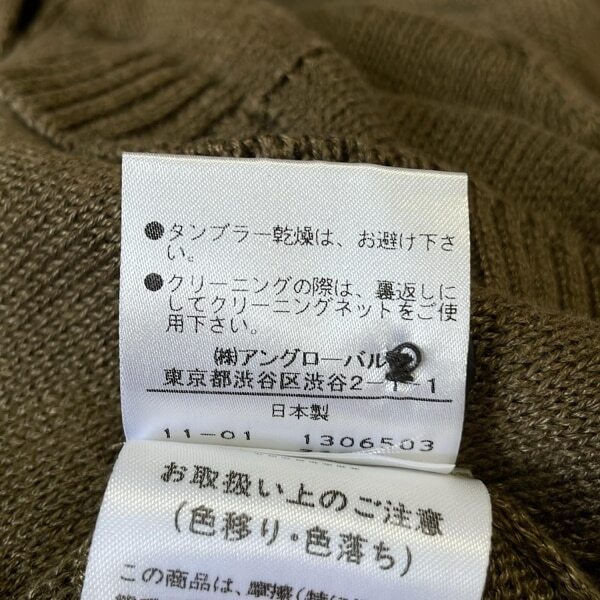 ●タンブラー乾燥は、お避け下さ
い。
●クリーニングの際は、裏返しに
してクリーニングネットをご使
用下さい。
㈱アングローバル
東京都渋谷区渋谷2-1-1
日本製
11-01 1306503
お取扱い上のご注意
(色移り・色落ち)
この商品は、摩擦(特に